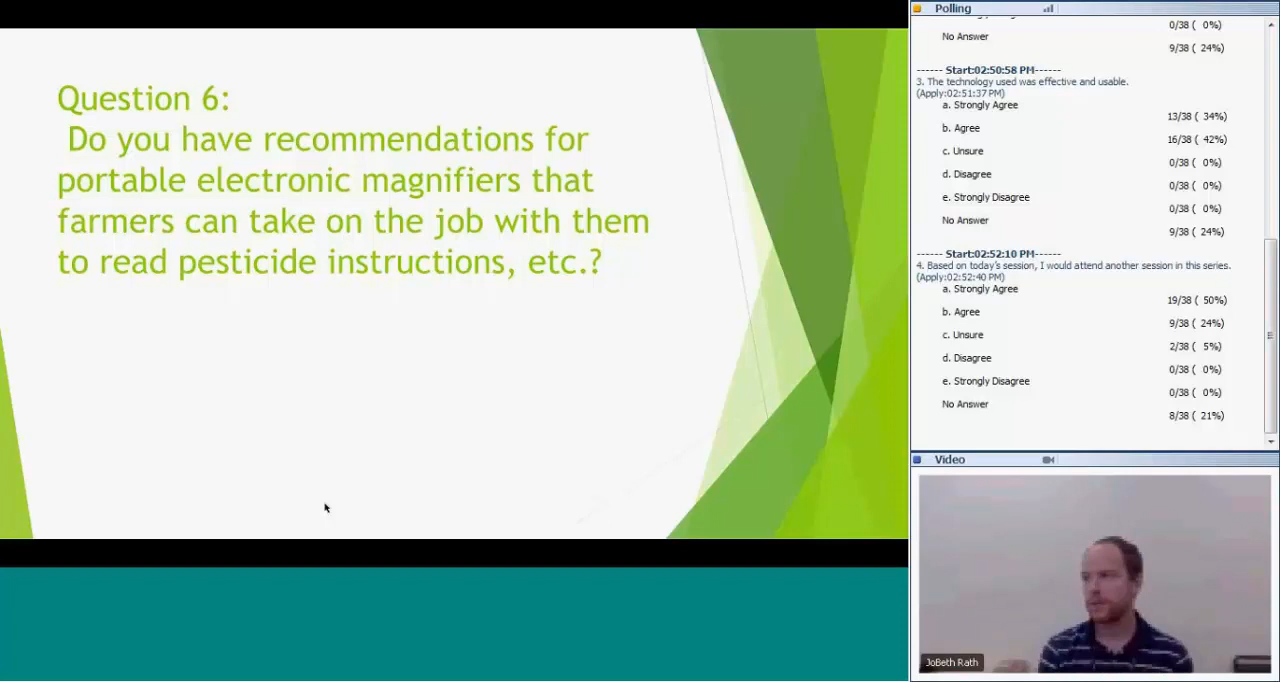 Question 6:
Do you have recommendations for
portable electronic magnifiers that
farmers can take on the job with them
to read pesticide instructions, etc.?
Polling
0/38 ( 0%)
No Answer
9/38 ( 24%)
------ Start:02:50:58 PM------
3. The technology used was effective and usable.
(Apply:02:51:37 PM)
a. Strongly Agree
13/38 ( 34%)
b. Agree
16/38 ( 42%)
c. Unsure
0/38 ( 0%)
d. Disagree
0/38 ( 0%)
e. Strongly Disagree
0/38 ( 0%)
No Answer
9/38 ( 24%)
------ Start:02:52:10 PM------
4. Based on today's session, I would attend another session in this series.
(Apply:02:52:40 PM)
a. Strongly Agree
19/38 ( 50%)
b. Agree
9/38 ( 24%)
c. Unsure
2/38 ( 5%)
d. Disagree
0/38 ( 0%)
e. Strongly Disagree
0/38 ( 0%)
No Answer
8/38 ( 21%)
Video
JoBeth Rath